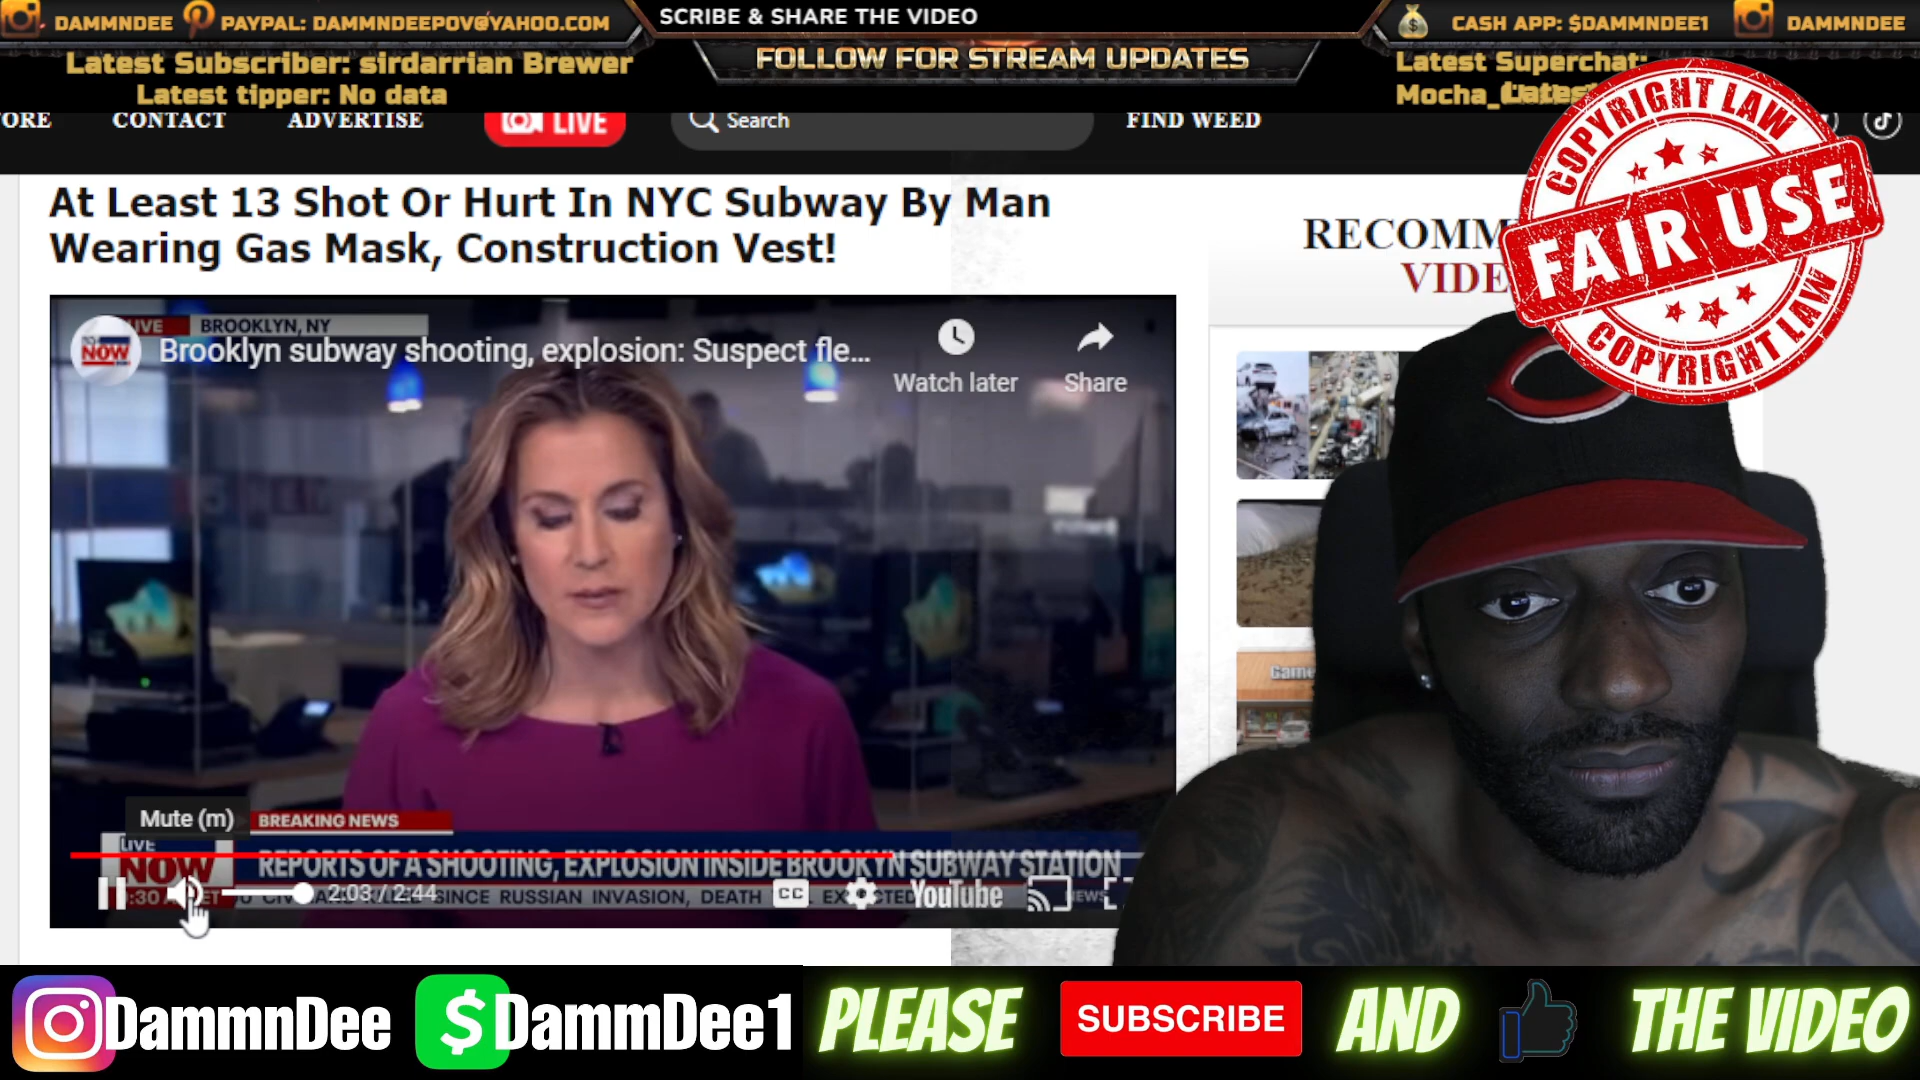 DAMMNDEE
PAYPAL: DAMMNDEEPOV@YAHOO.COM
SCRIBE & SHARE THE VIDEO
CASH APP: $DAMMNDEE1
DAMMNDEE
FOLLOW FOR STREAM UPDATES
Latest Subscriber: sirdarrian Brewer
Latest tipper: No data
Latest Superchat:
Mocha_
ORE
CONTACT
ADVERTISE
LIVE
Search
FIND WEED
At Least 13 Shot Or Hurt In NYC Subway By Man
Wearing Gas Mask, Construction Vest!
RECOMM
VIDE
COPYRIGHT LAW
FAIR USE
COPYRIGHT LAW
LIVE
BROOKLYN, NY
NOW
Brooklyn subway shooting, explosion: Suspect fle...
Watch later
Share
Game
Mute (m)
BREAKING NEWS
LIVE
NOW
REPORTS OF A SHOOTING, EXPLOSION INSIDE BROOKYN SUBWAY STATION
2:03 / 2:44
SINCE RUSSIAN INVASION, DEATH
CC
YouTube
NEWS
DammnDee
$
DammDee1
PLEASE
SUBSCRIBE
AND
THE VIDEO